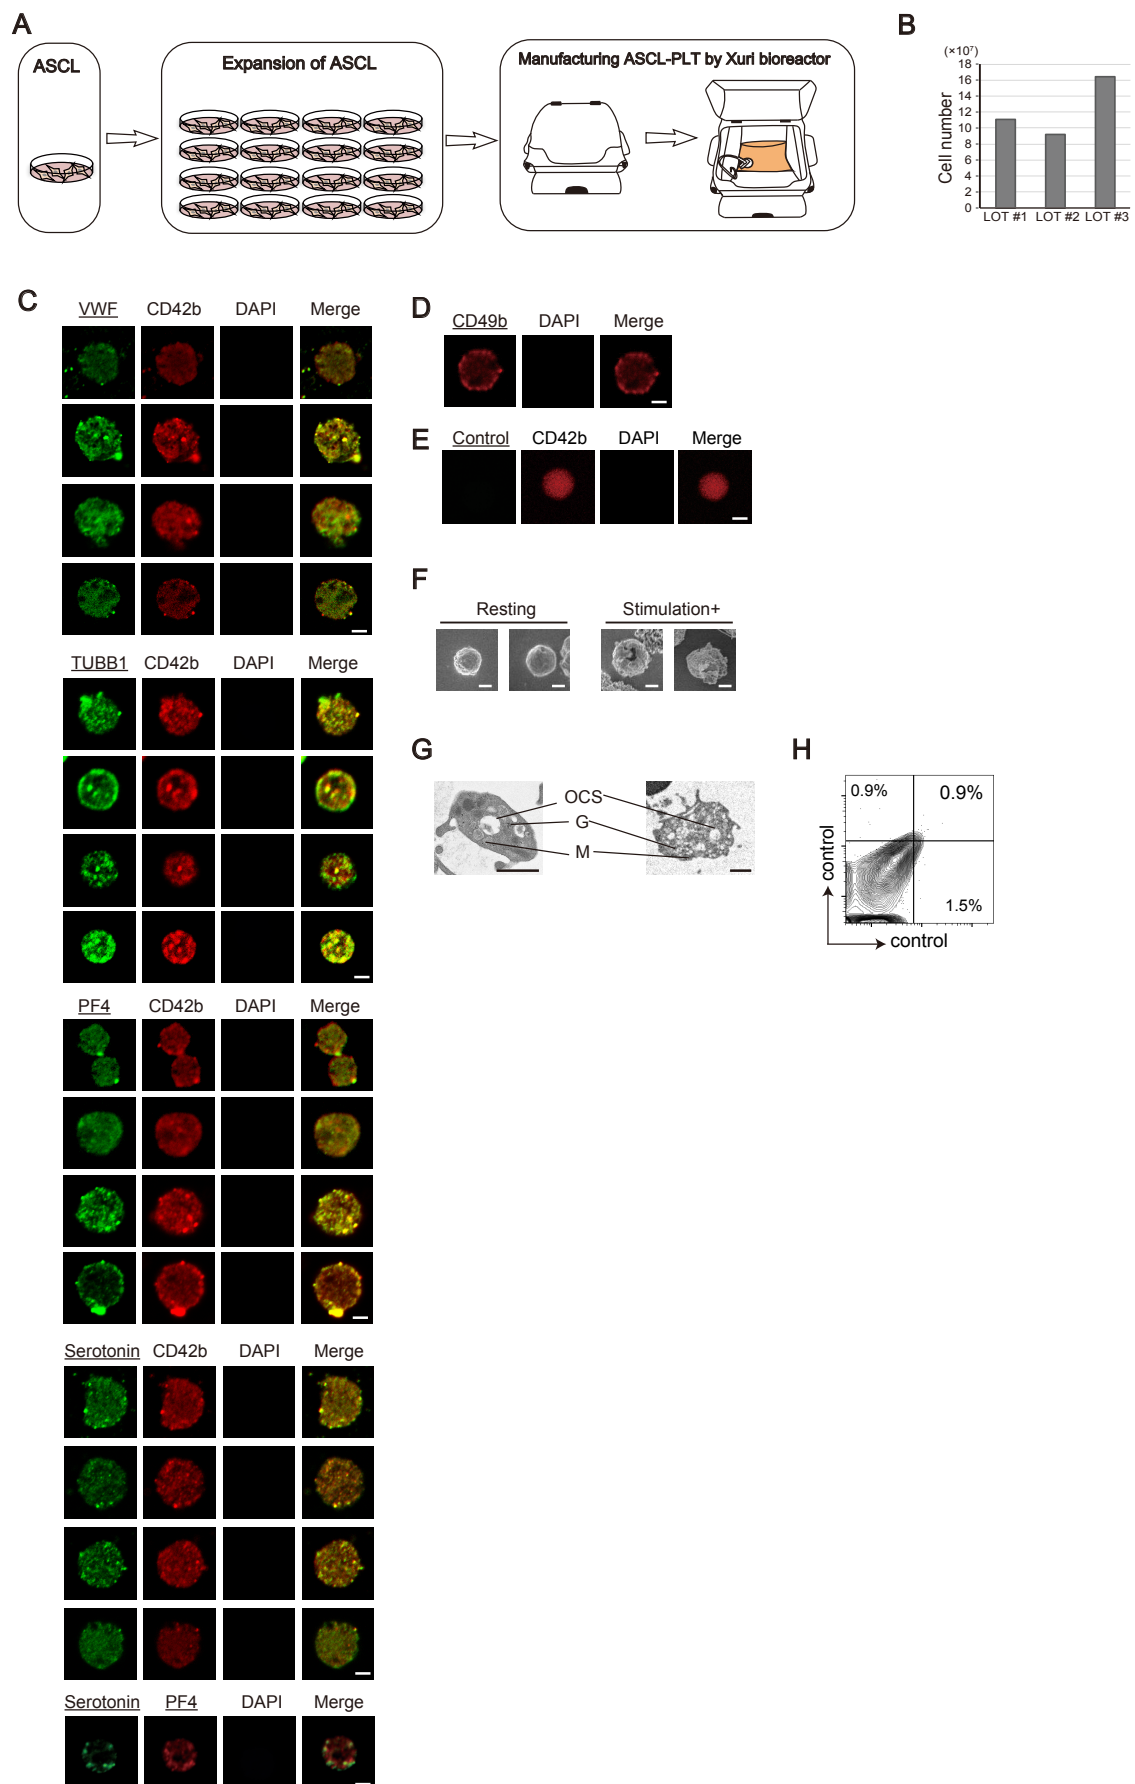 A
ASCL
Expansion of ASCL
Manufacturing ASCL-PLT by Xuri bioreactor
B
(×10⁷)
18
16
14
12
10
8
6
4
2
0
Cell number
LOT #1 LOT #2 LOT #3
C
VWF CD42b DAPI Merge
TUBB1 CD42b DAPI Merge
PF4 CD42b DAPI Merge
Serotonin CD42b DAPI Merge
Serotonin PF4 DAPI Merge
D
CD49b DAPI Merge
E
Control CD42b DAPI Merge
F
Resting Stimulation+
G
OCS
G
M
H
0.9% 0.9%
1.5%
control
control